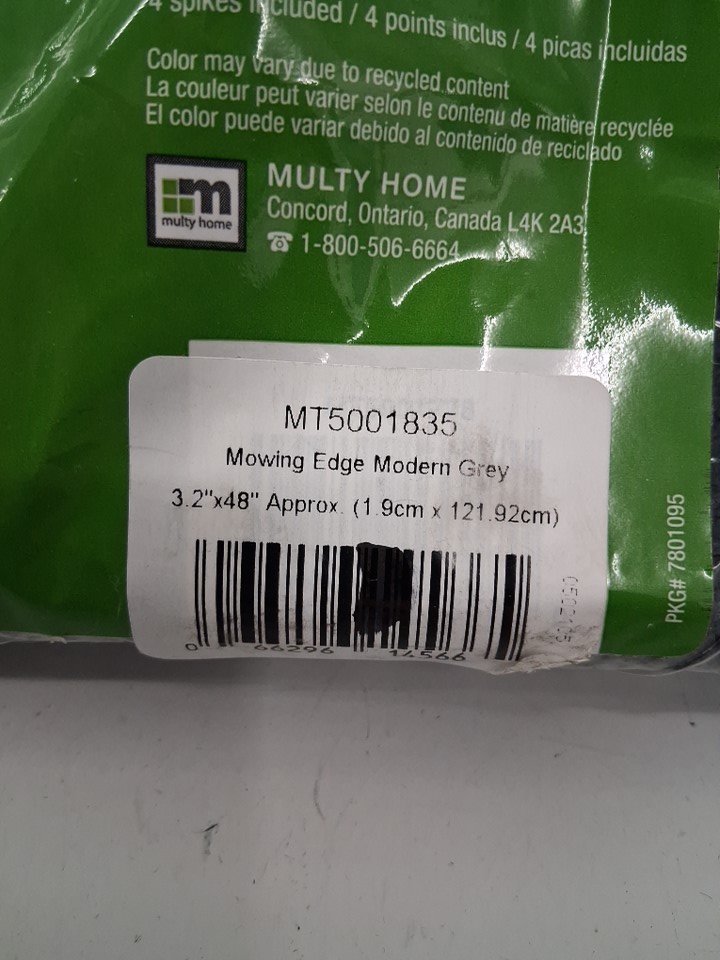 4 spikes included / 4 points inclus / 4 picas incluidas
Color may vary due to recycled content
La couleur peut varier selon le contenu de matière recyclée
El color puede variar debido al contenido de reciclado
m
multy home
MULTY HOME
Concord, Ontario, Canada L4K 2A3
☎ 1-800-506-6664
MT5001835
Mowing Edge Modern Grey
3.2"x48" Approx. (1.9cm x 121.92cm)
0 66296 14566
PKG# 7801095